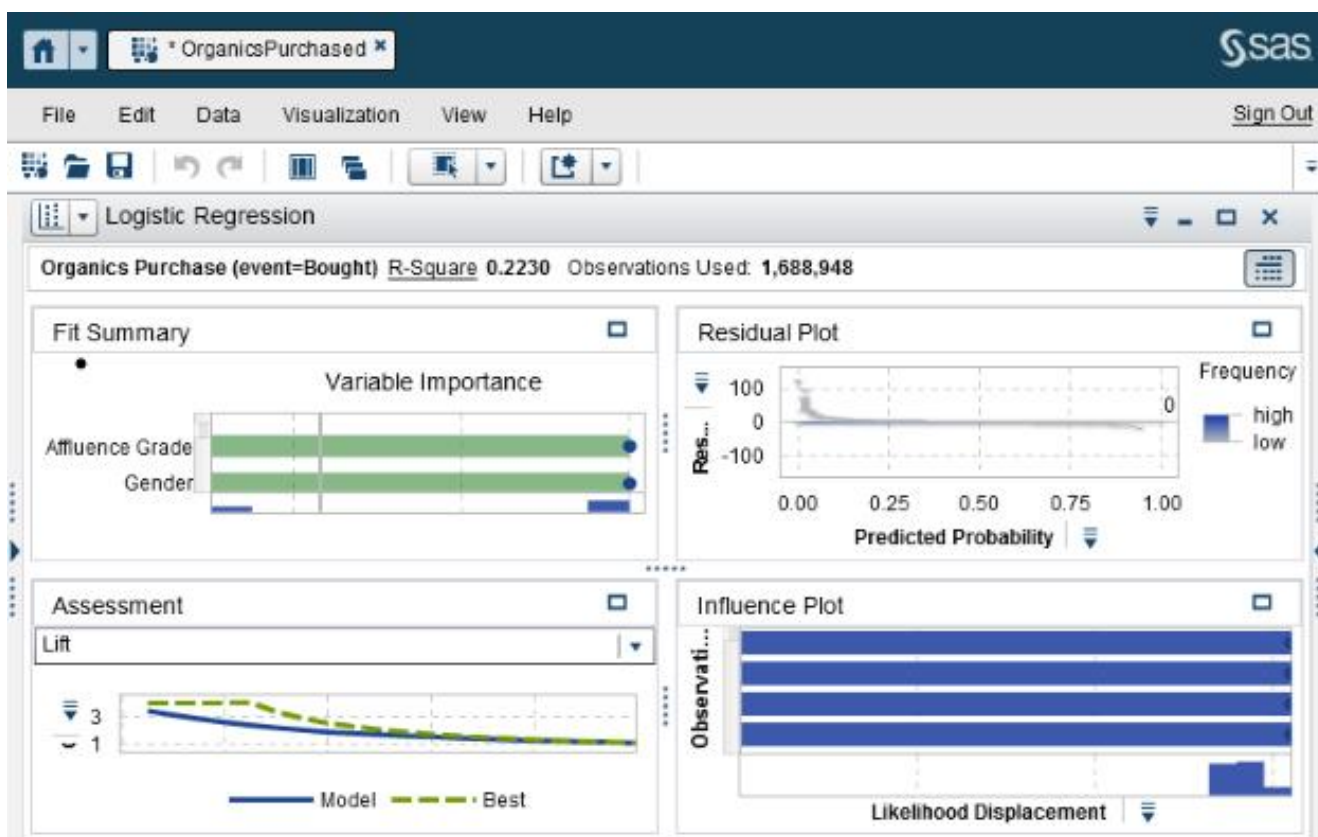 * OrganicsPurchased ×
sas
File Edit Data Visualization View Help Sign Out
Logistic Regression
Organics Purchase (event=Bought) R-Square 0.2230 Observations Used: 1,688,948
Fit Summary
Variable Importance
Affluence Grade
Gender
Residual Plot
100
0
-100
Res...
0
0.00 0.25 0.50 0.75 1.00
Predicted Probability
Frequency
high
low
Assessment
Lift
3
1
Model Best
Influence Plot
Observati...
Likelihood Displacement